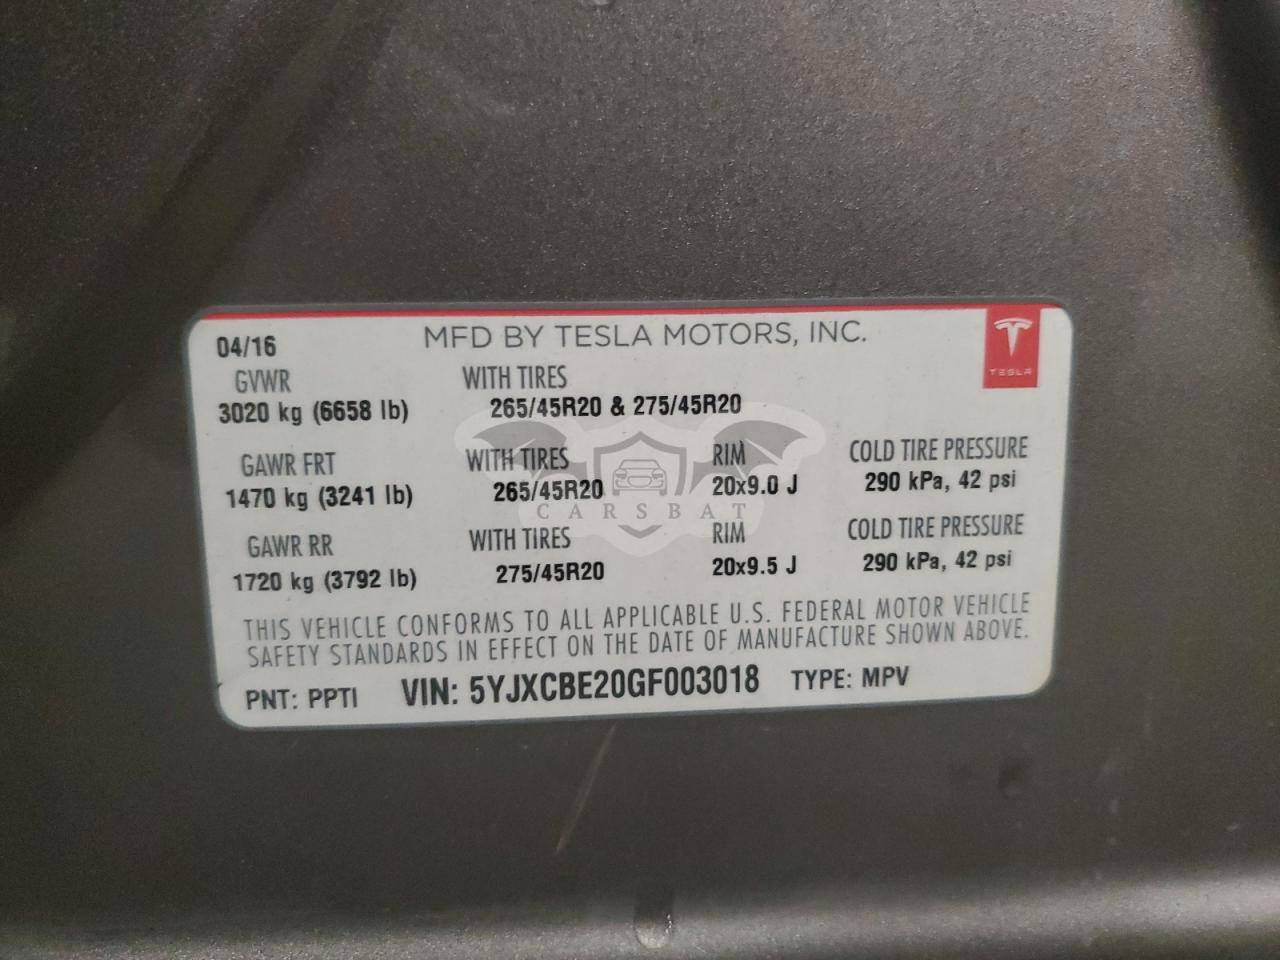 04/16 MFD BY TESLA MOTORS, INC.
TESLA
GVWR WITH TIRES
3020 kg (6658 lb) 265/45R20 & 275/45R20
GAWR FRT WITH TIRES RIM COLD TIRE PRESSURE
1470 kg (3241 lb) 265/45R20 20x9.0 J 290 kPa, 42 psi
CARSBAT
GAWR RR WITH TIRES RIM COLD TIRE PRESSURE
1720 kg (3792 lb) 275/45R20 20x9.5 J 290 kPa, 42 psi
THIS VEHICLE CONFORMS TO ALL APPLICABLE U.S. FEDERAL MOTOR VEHICLE
SAFETY STANDARDS IN EFFECT ON THE DATE OF MANUFACTURE SHOWN ABOVE.
PNT: PPTI VIN: 5YJXCBE20GF003018 TYPE: MPV